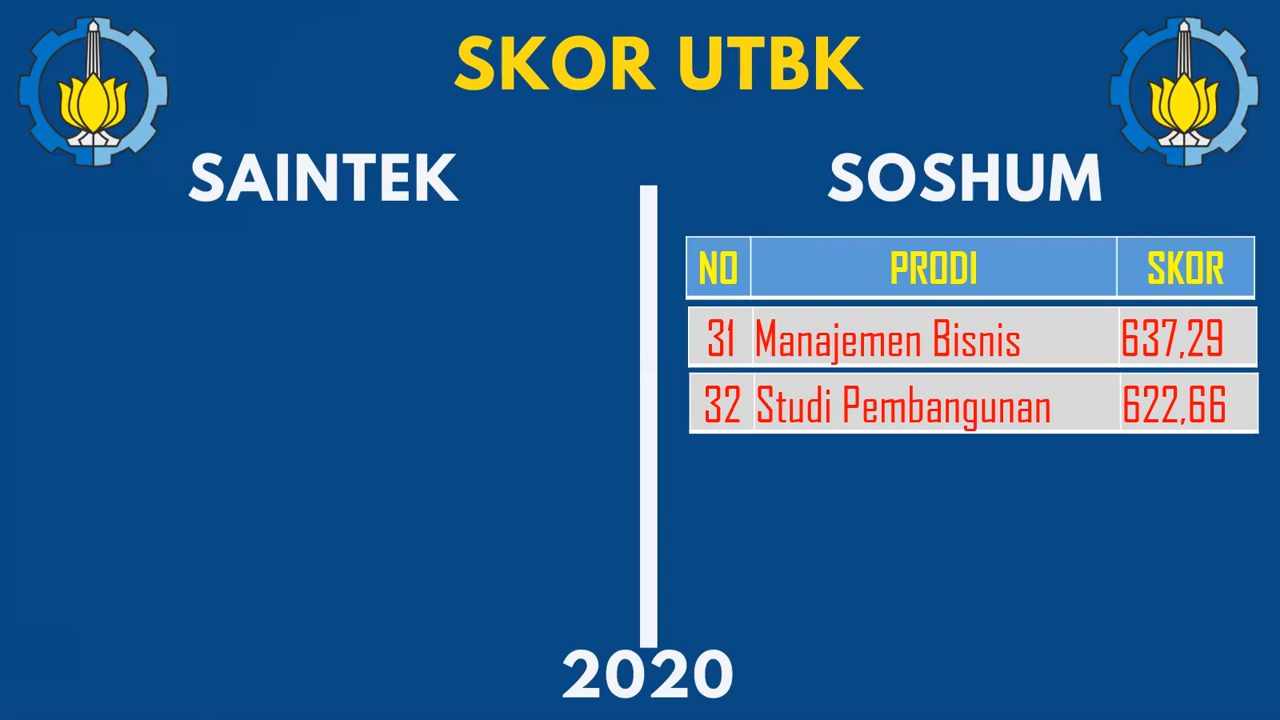 SKOR UTBK
SAINTEK
SOSHUM
NO PRODI SKOR
31 Manajemen Bisnis 637,29
32 Studi Pembangunan 622,66
2020